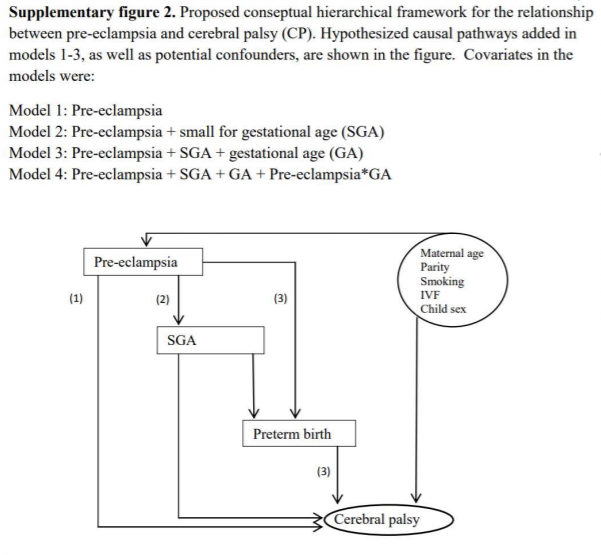 Supplementary figure 2. Proposed conseptual hierarchical framework for the relationship
between pre-eclampsia and cerebral palsy (CP). Hypothesized causal pathways added in
models 1-3, as well as potential confounders, are shown in the figure.  Covariates in the
models were:
Model 1: Pre-eclampsia
Model 2: Pre-eclampsia + small for gestational age (SGA)
Model 3: Pre-eclampsia + SGA + gestational age (GA)
Model 4: Pre-eclampsia + SGA + GA + Pre-eclampsia*GA
Pre-eclampsia
Maternal age
Parity
Smoking
IVF
Child sex
(1)
(2)
(3)
SGA
Preterm birth
(3)
Cerebral palsy